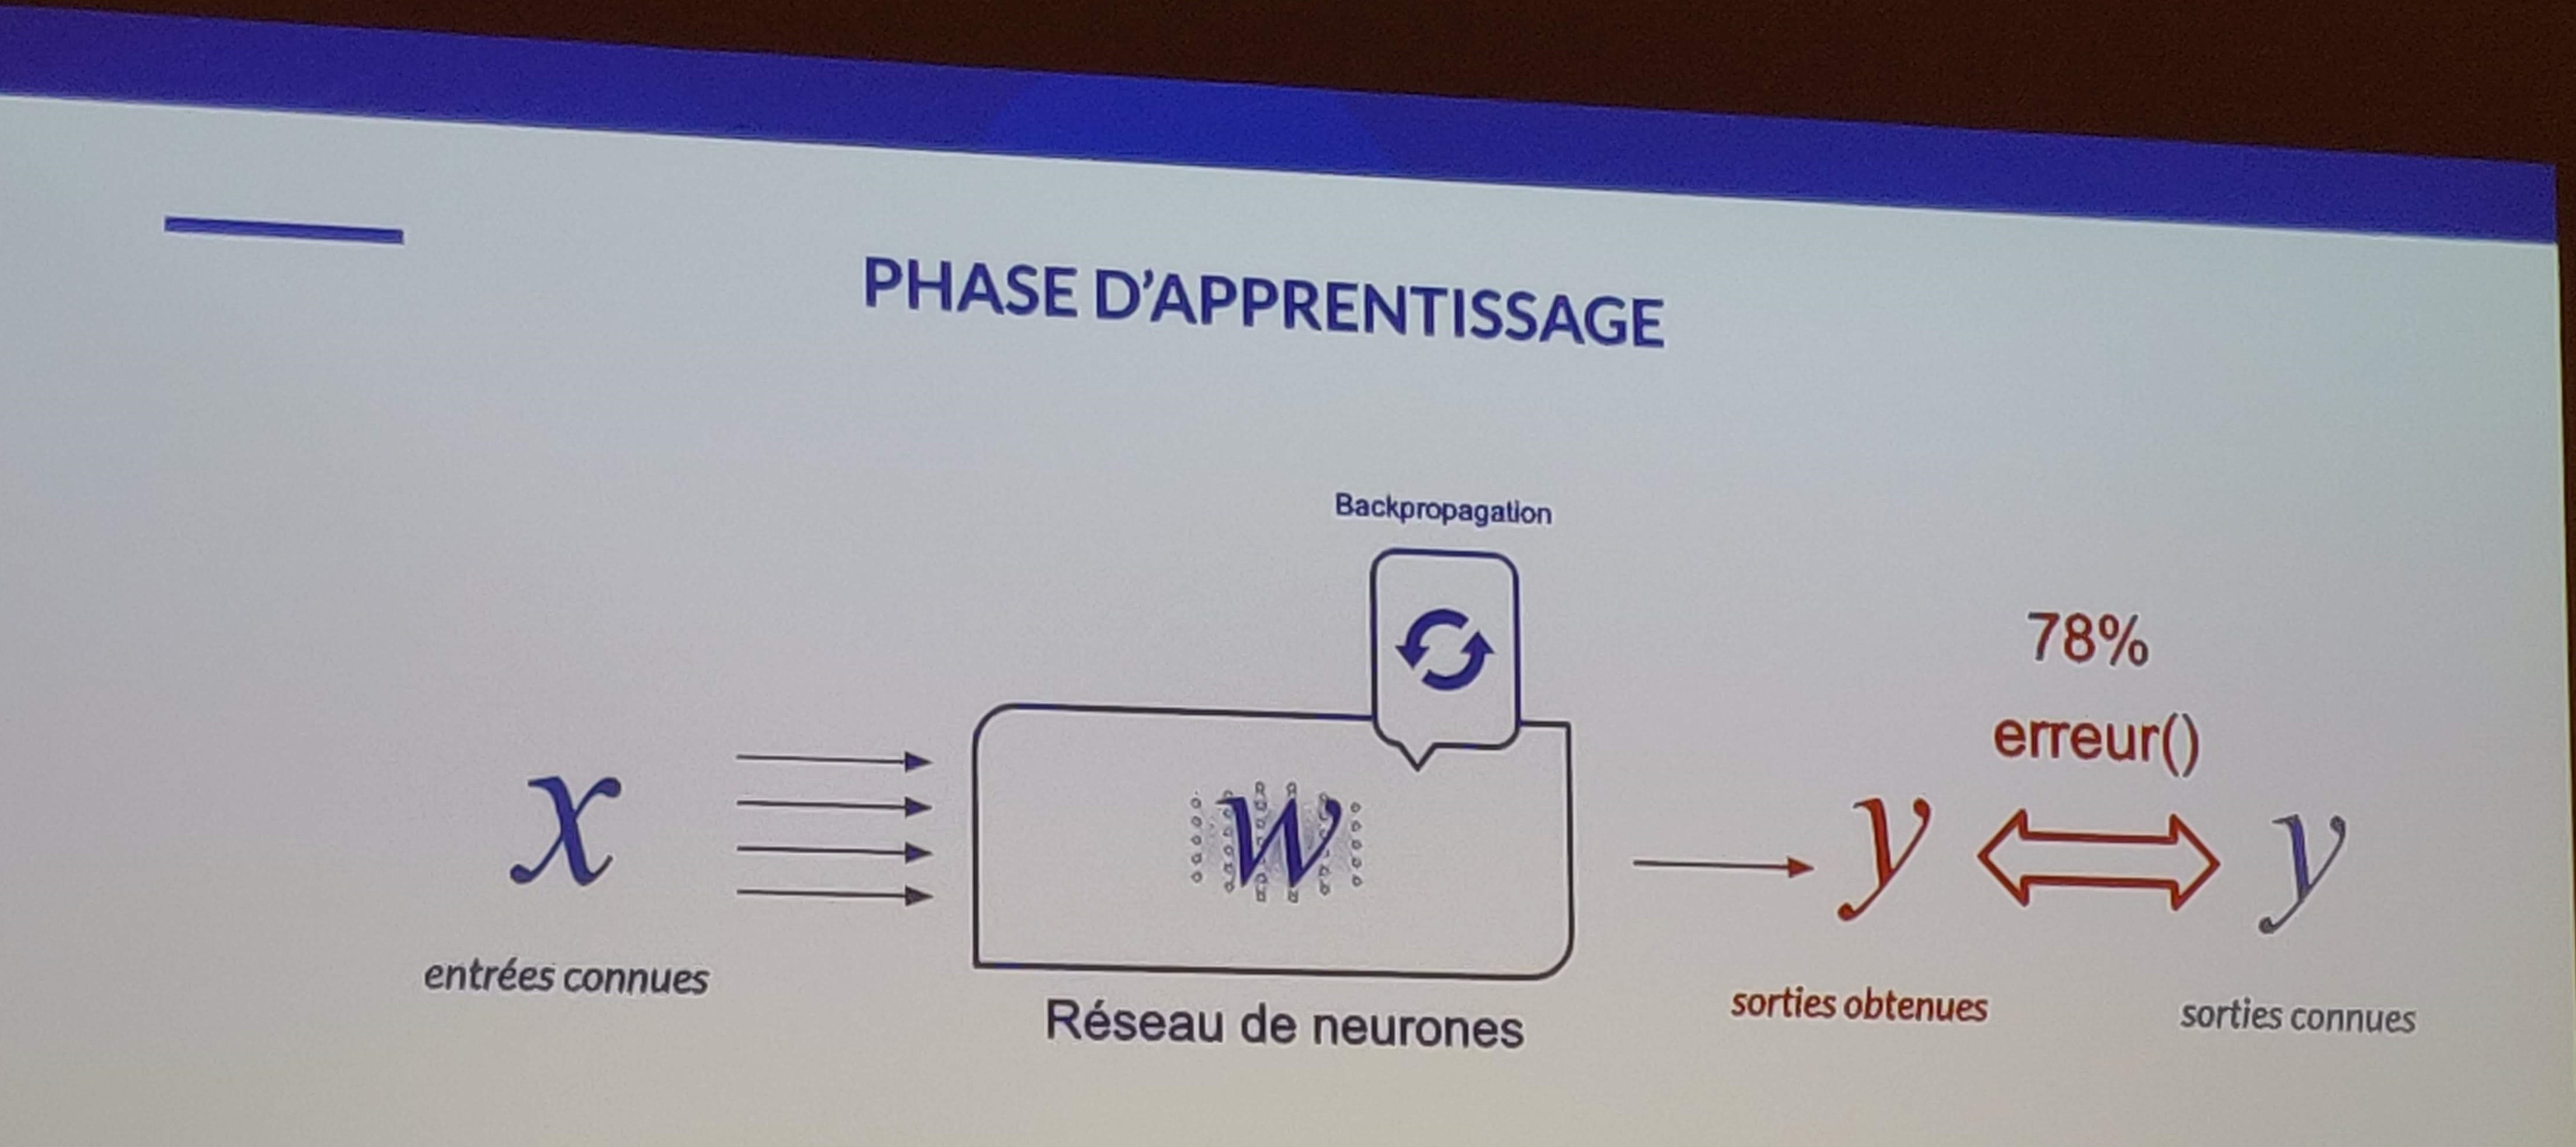 PHASE D'APPRENTISSAGE
Backpropagation
78%
erreur()
x
w
y
y
entrées connues
Réseau de neurones
sorties obtenues
sorties connues